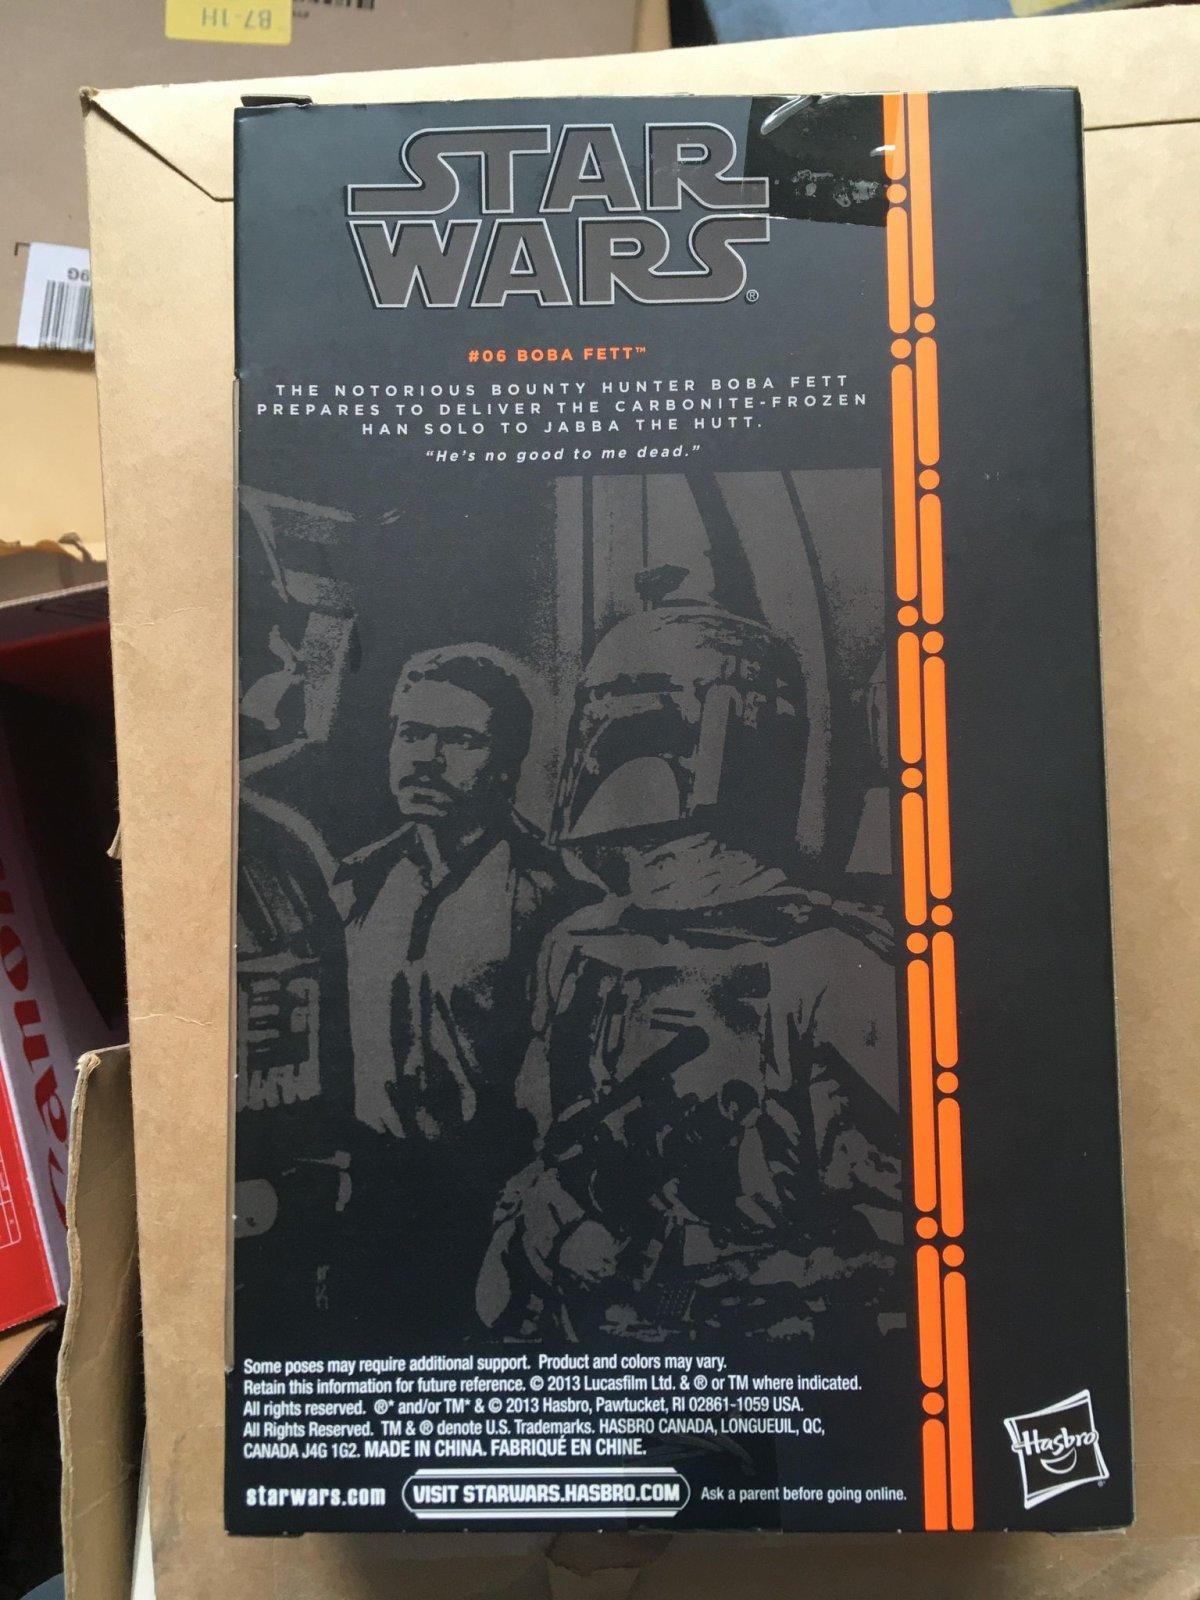 B7-1H
9G
STAR
WARS®
#06 BOBA FETT™
THE NOTORIOUS BOUNTY HUNTER BOBA FETT
PREPARES TO DELIVER THE CARBONITE-FROZEN
HAN SOLO TO JABBA THE HUTT.
“He’s no good to me dead.”
Some poses may require additional support. Product and colors may vary.
Retain this information for future reference. © 2013 Lucasfilm Ltd. & ® or TM where indicated.
All rights reserved. ®* and/or TM* & © 2013 Hasbro, Pawtucket, RI 02861-1059 USA.
All Rights Reserved. TM & ® denote U.S. Trademarks. HASBRO CANADA, LONGUEUIL, QC,
CANADA J4G 1G2. MADE IN CHINA. FABRIQUÉ EN CHINE.
starwars.com
VISIT STARWARS.HASBRO.COM
Ask a parent before going online.
Hasbro
Canon